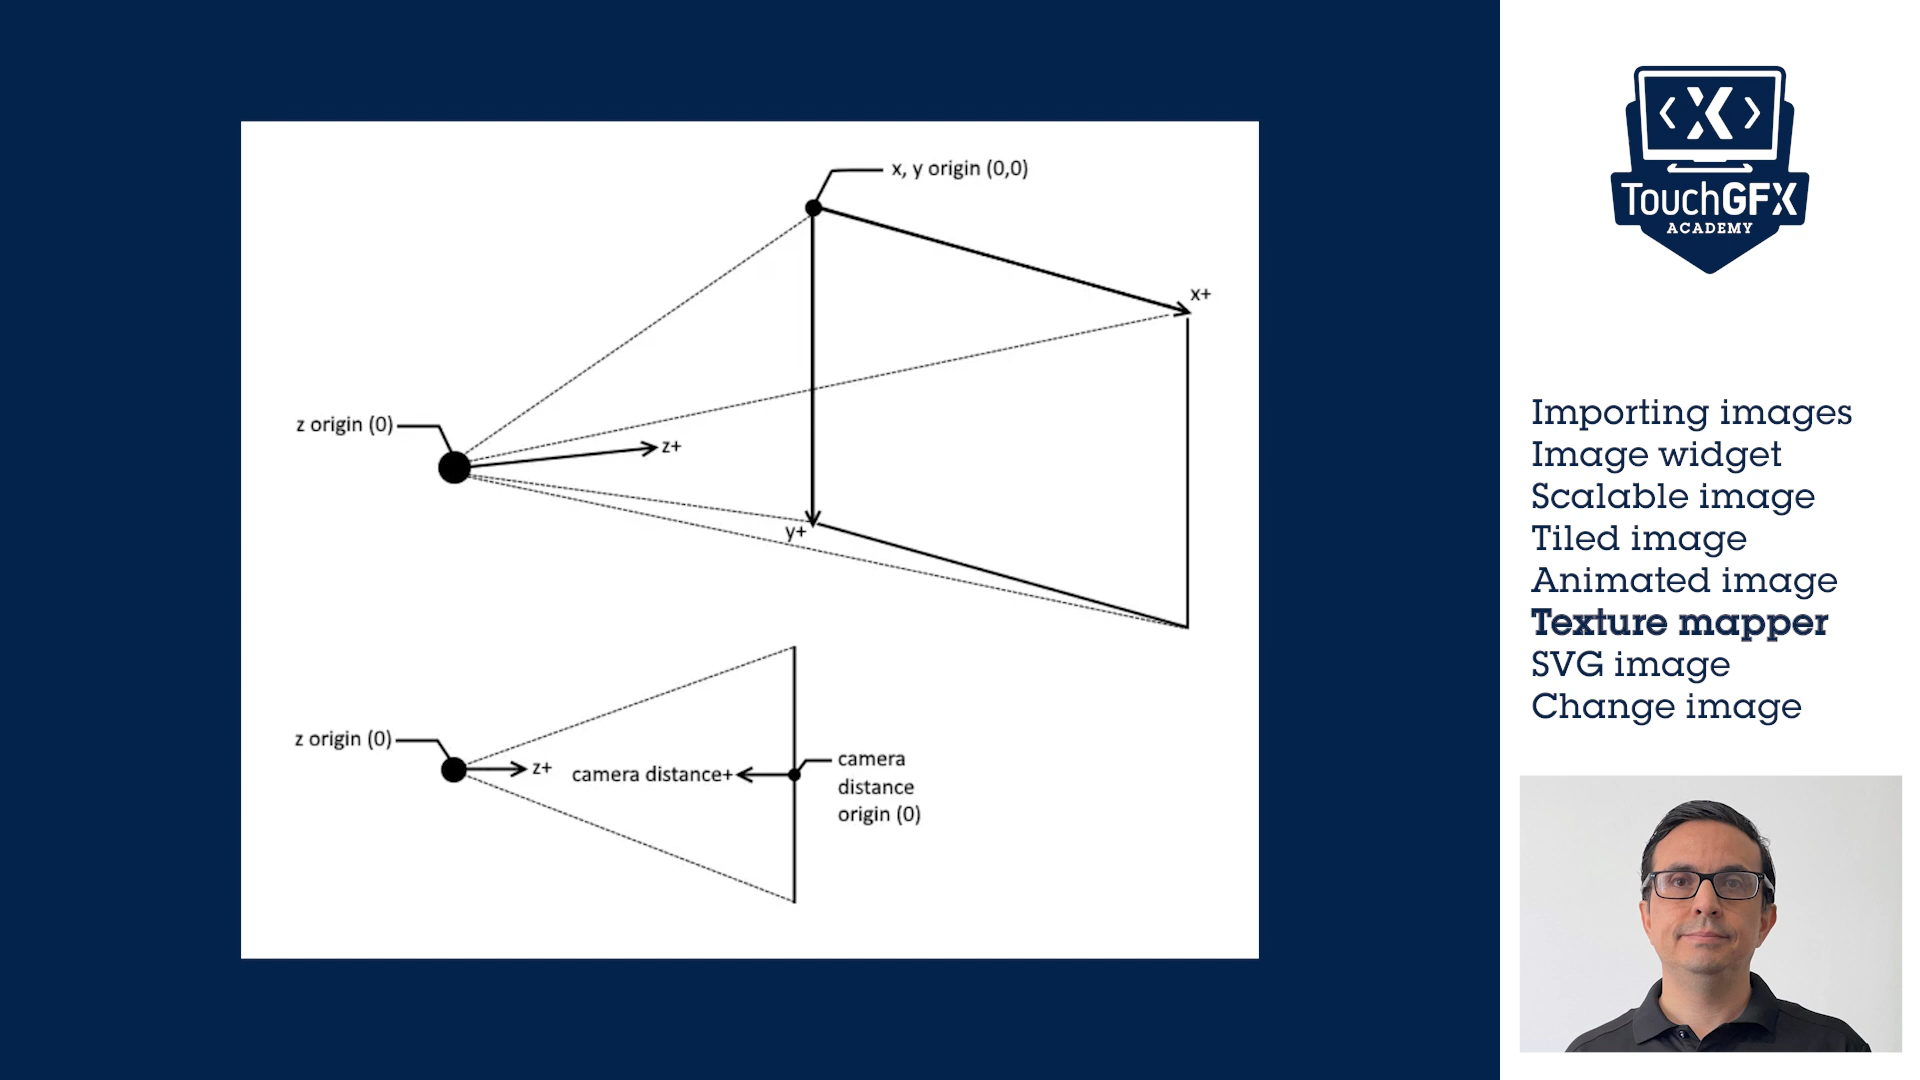 x, y origin (0,0)
x+
z origin (0)
z+
y+
z origin (0)
z+
camera distance+
camera
distance
origin (0)
<X>
TouchGFX
ACADEMY
Importing images
Image widget
Scalable image
Tiled image
Animated image
Texture mapper
SVG image
Change image